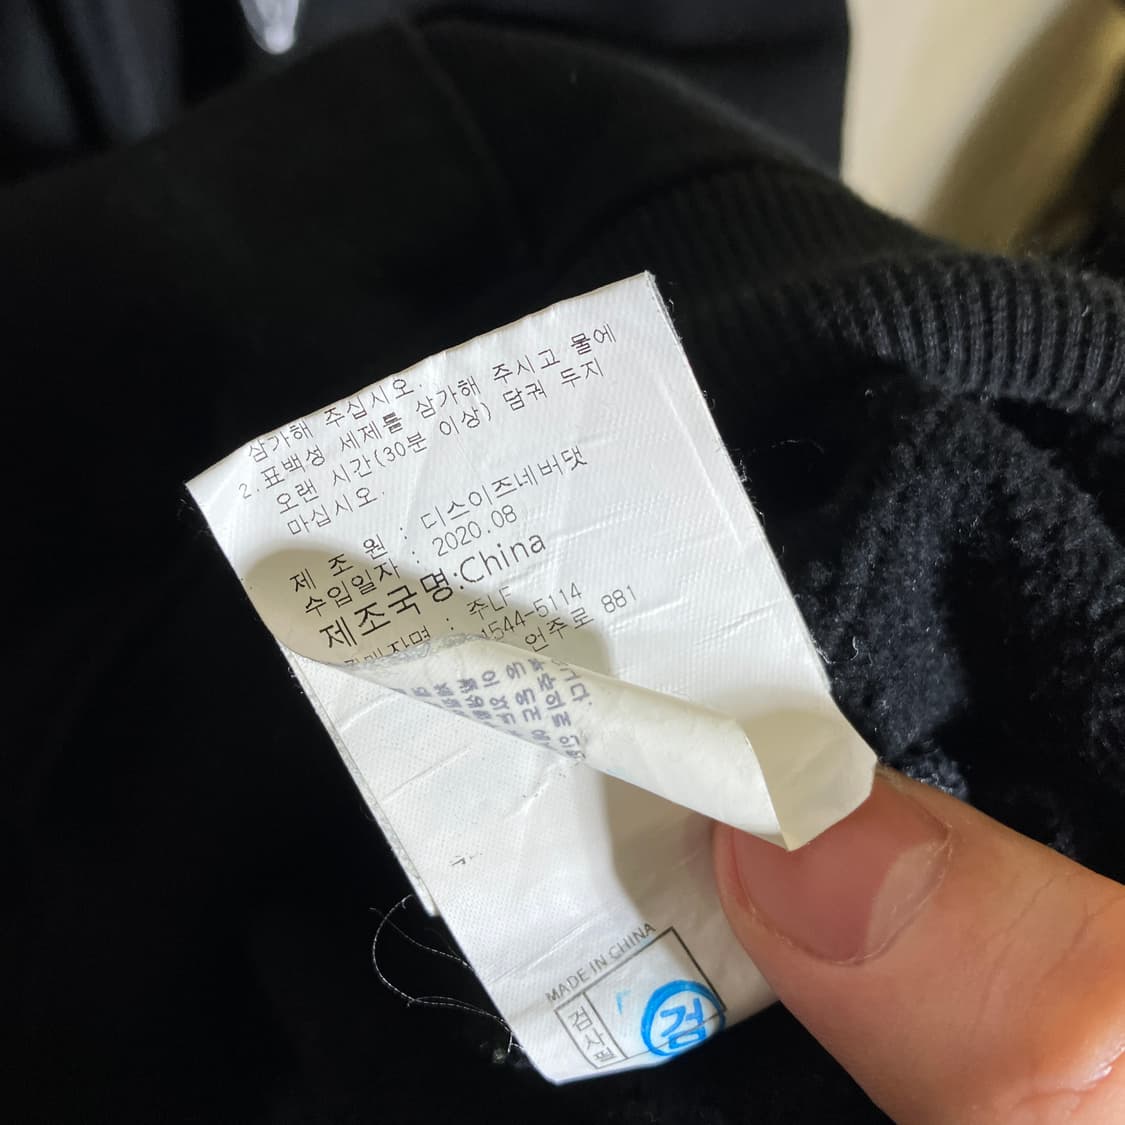 삼가해 주십시오.
2.표백성 세제를 삼가해 주시고 물에
오랜 시간(30분 이상) 담궈 두지
마십시오.
제 조 원 : 디스이즈네버댓
수입일자 : 2020.08
제조국명:China
주LF
1544-5114
언주로 881
MADE IN CHINA
검사필
검